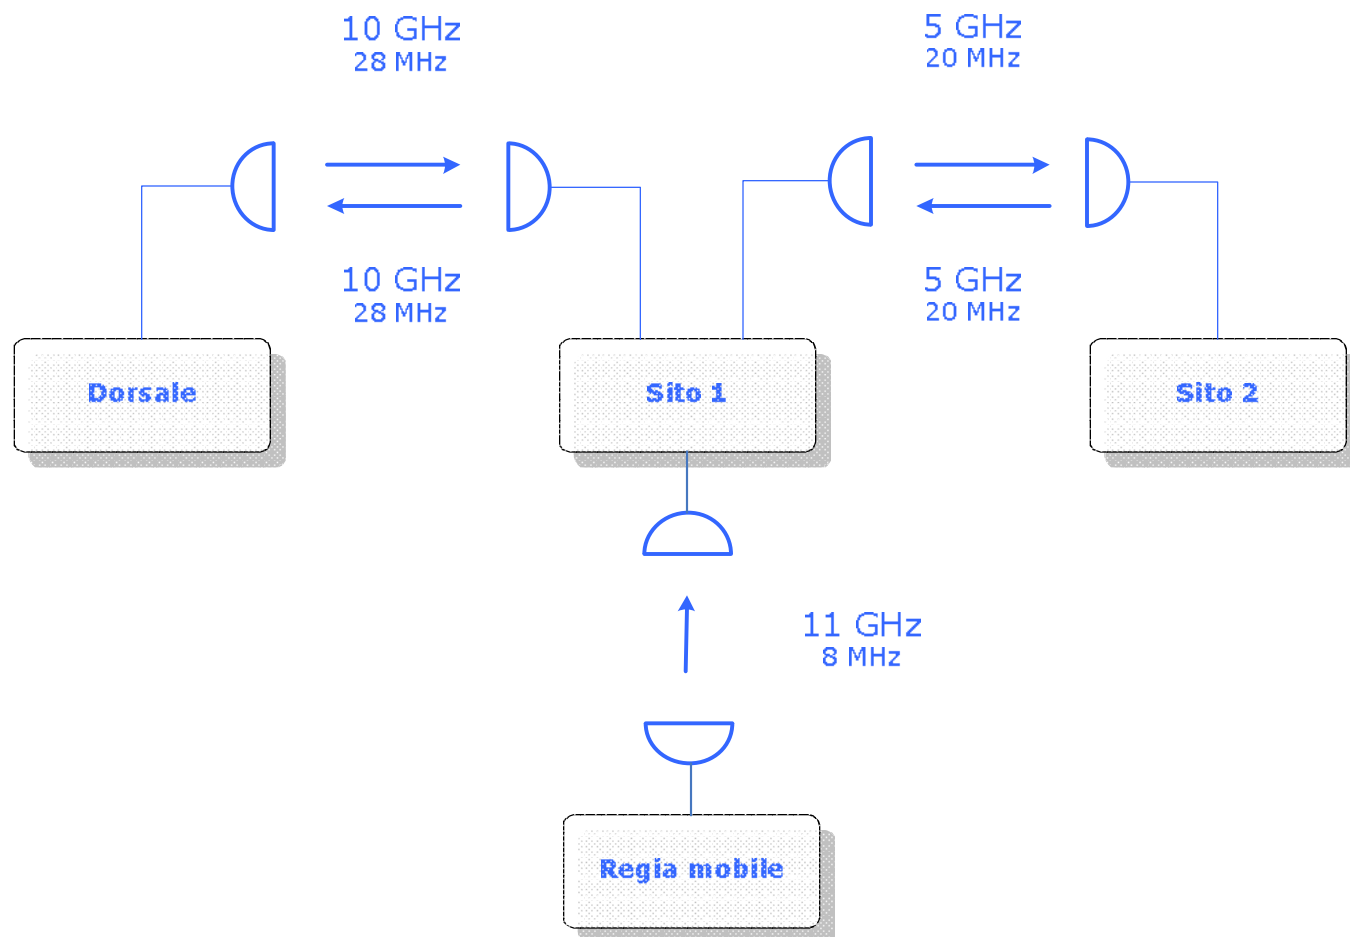 10 GHz
28 MHz
5 GHz
20 MHz
10 GHz
28 MHz
5 GHz
20 MHz
Dorsale
Sito 1
Sito 2
11 GHz
8 MHz
Regia mobile